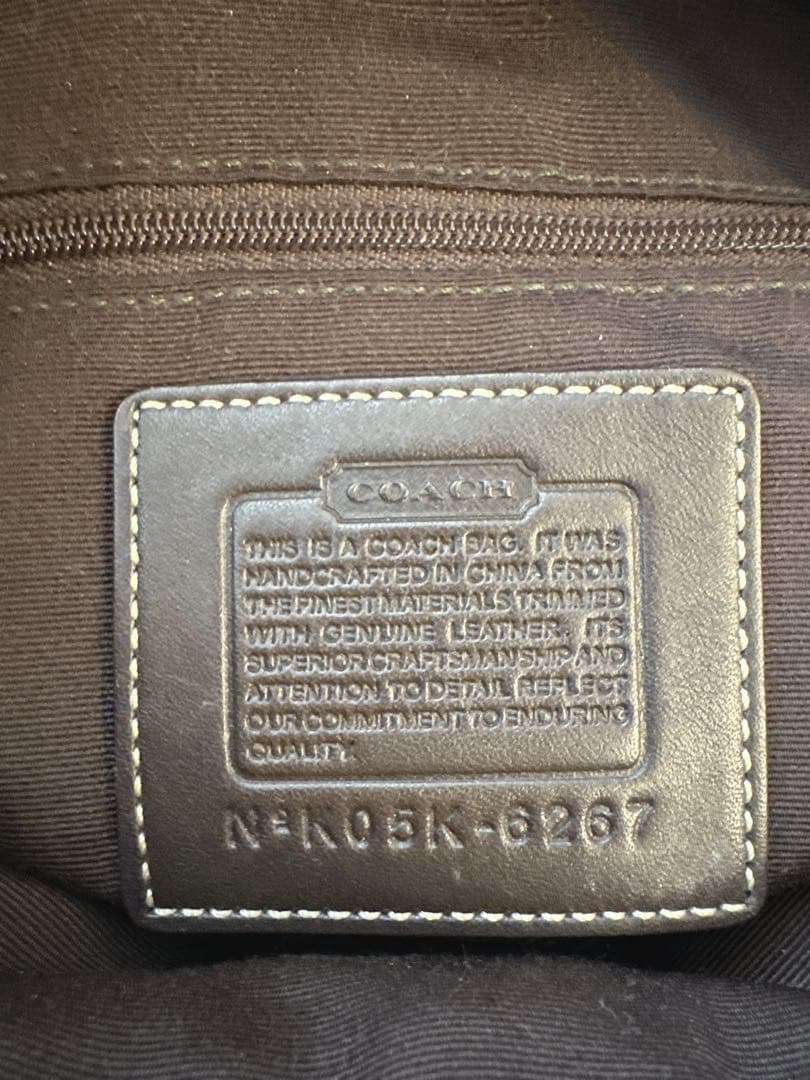 COACH
THIS IS A COACH BAG. IT WAS
HANDCRAFTED IN CHINA FROM
THE FINEST MATERIALS TRIMMED
WITH GENUINE LEATHER. ITS
SUPERIOR CRAFTSMANSHIP AND
ATTENTION TO DETAIL REFLECT
OUR COMMITMENT TO ENDURING
QUALITY.
Nº K05K-6267